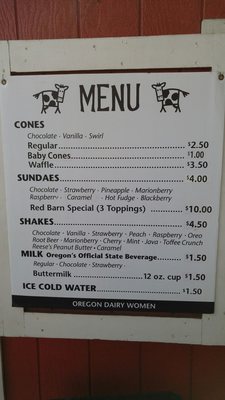 MENU
CONES
Chocolate - Vanilla - Swirl
Regular $2.50
Baby Cones $1.00
Waffle $3.50
SUNDAES $4.00
Chocolate - Strawberry - Pineapple - Marionberry
Raspberry - Caramel - Hot Fudge - Blackberry
Red Barn Special (3 Toppings) $10.00
SHAKES $4.50
Chocolate - Vanilla - Strawberry - Peach - Raspberry - Oreo
Root Beer - Marionberry - Cherry - Mint - Java - Toffee Crunch
Reese's Peanut Butter - Caramel
MILK Oregon's Official State Beverage $1.50
Regular - Chocolate - Strawberry -
Buttermilk 12 oz. cup $1.50
ICE COLD WATER $1.50
OREGON DAIRY WOMEN